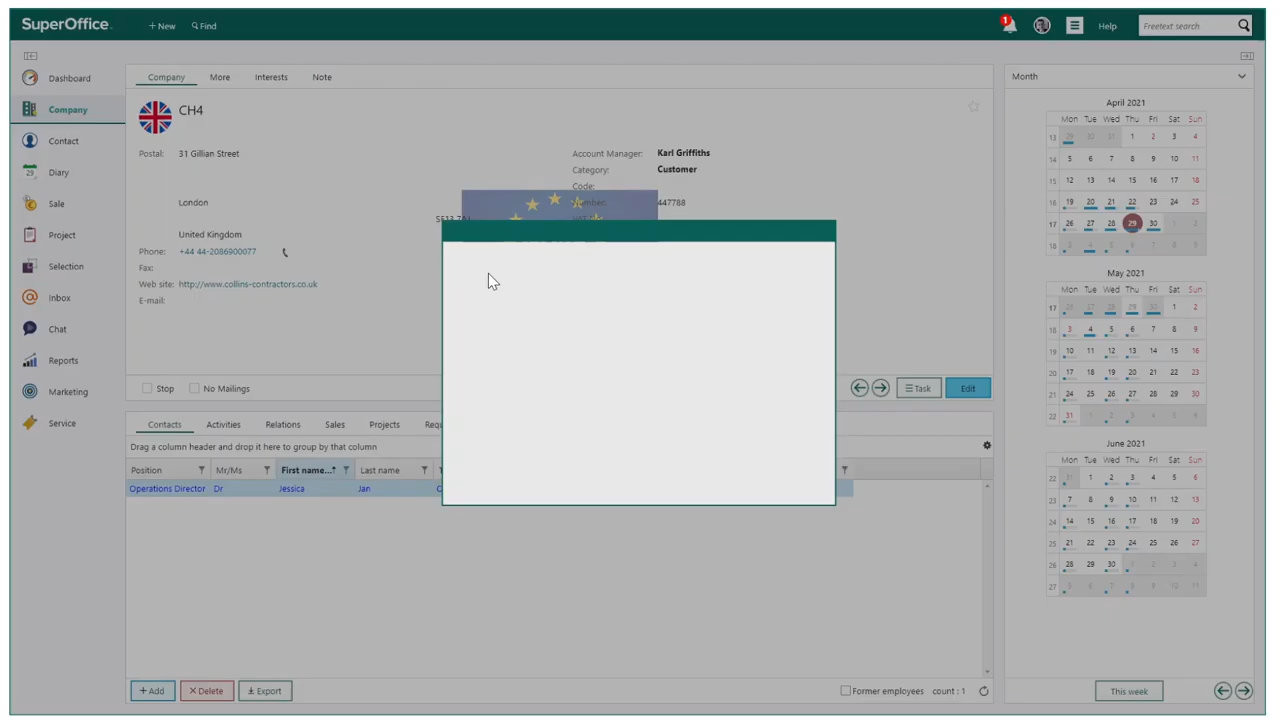 SuperOffice
+ New
Find
1
Help
Freetext search
Dashboard
Company
Contact
Diary
Sale
Project
Selection
Inbox
Chat
Reports
Marketing
Service
Company More Interests Note
CH4
Postal: 31 Gillian Street
London
United Kingdom
Phone: +44 44-2086900077
Fax:
Web site: http://www.collins-contractors.co.uk
E-mail:
Account Manager: Karl Griffiths
Category: Customer
Code:
Number: 447788
Stop No Mailings
Task Edit
Contacts Activities Relations Sales Projects
Drag a column header and drop it here to group by that column
Position Mr/Ms First name... Last name
Operations Director Dr Jessica Jan
+ Add × Delete Export
Former employees count : 1
Month
April 2021
Mon Tue Wed Thu Fri Sat Sun
13 29 30 31 1 2 3 4
14 5 6 7 8 9 10 11
15 12 13 14 15 16 17 18
16 19 20 21 22 23 24 25
17 26 27 28 29 30 1 2
18 3 4 5 6 7 8 9
May 2021
Mon Tue Wed Thu Fri Sat Sun
17 26 27 28 29 30 1 2
18 3 4 5 6 7 8 9
19 10 11 12 13 14 15 16
20 17 18 19 20 21 22 23
21 24 25 26 27 28 29 30
22 31 1 2 3 4 5 6
June 2021
Mon Tue Wed Thu Fri Sat Sun
22 31 1 2 3 4 5 6
23 7 8 9 10 11 12 13
24 14 15 16 17 18 19 20
25 21 22 23 24 25 26 27
26 28 29 30 1 2 3 4
27 5 6 7 8 9 10 11
This week